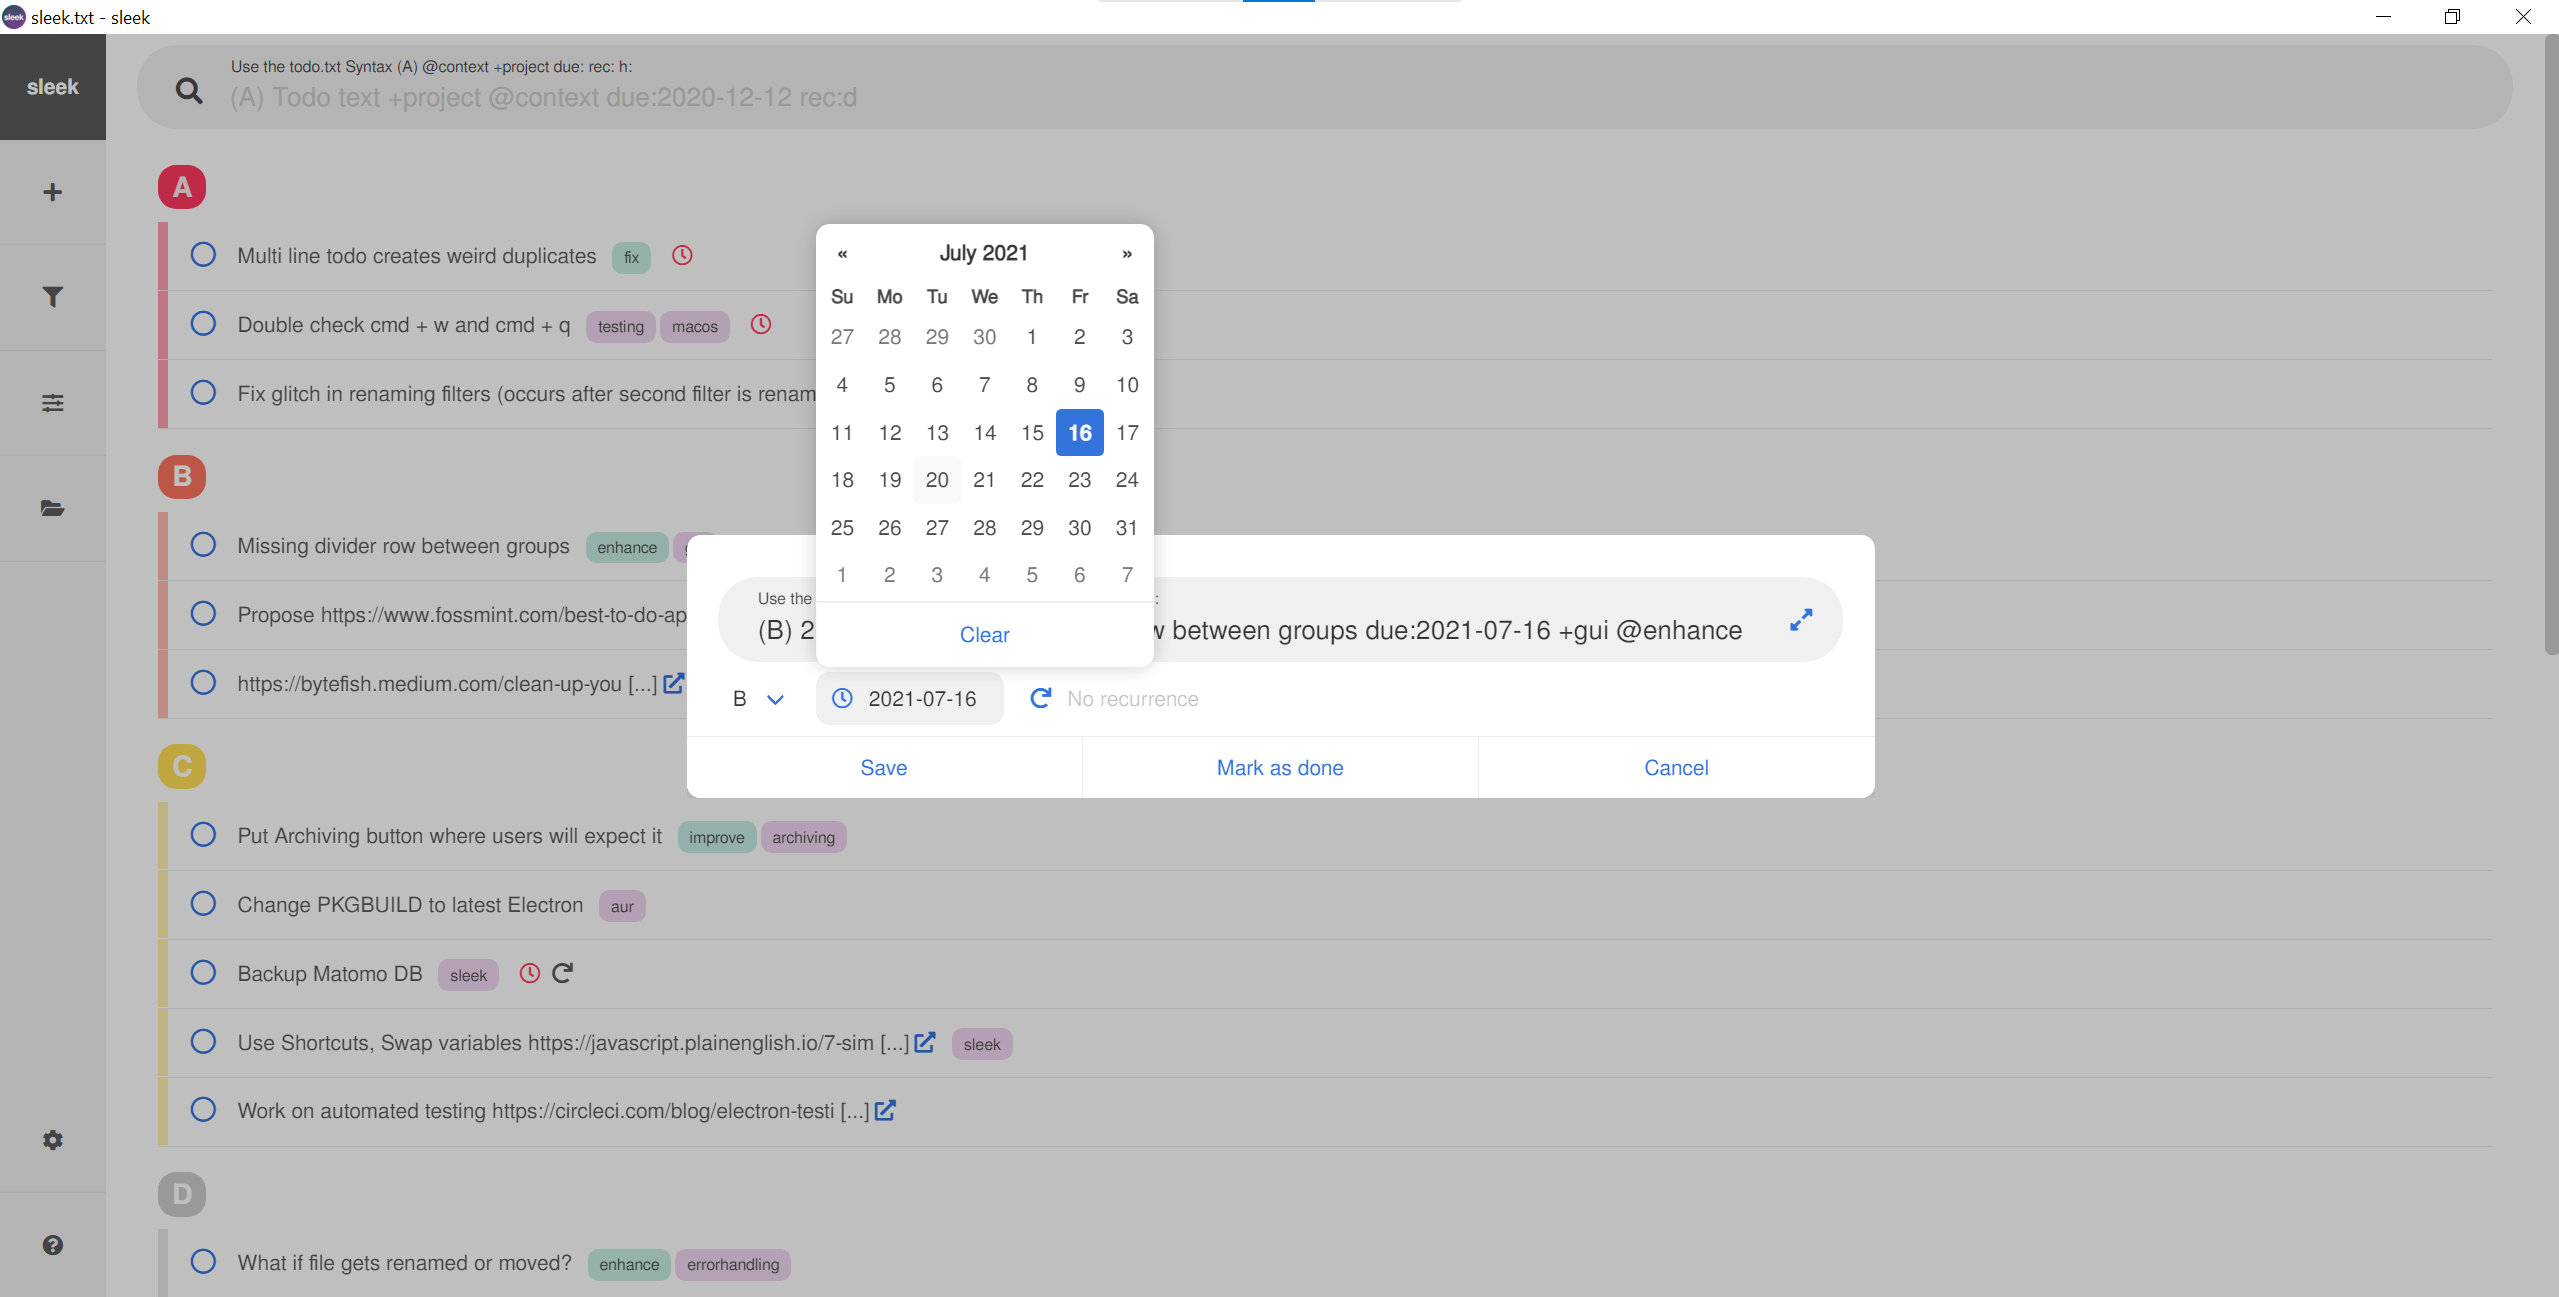 sleek.txt - sleek
sleek
Use the todo.txt Syntax (A) @context +project due: rec: h:
(A) Todo text +project @context due:2020-12-12 rec:d
A
Multi line todo creates weird duplicates fix
Double check cmd + w and cmd + q testing macos
Fix glitch in renaming filters (occurs after second filter is renam
B
Missing divider row between groups enhance
Propose https://www.fossmint.com/best-to-do-ap
https://bytefish.medium.com/clean-up-you [...]
« July 2021 »
Su Mo Tu We Th Fr Sa
27 28 29 30 1 2 3
4 5 6 7 8 9 10
11 12 13 14 15 16 17
18 19 20 21 22 23 24
25 26 27 28 29 30 31
1 2 3 4 5 6 7
Clear
Use the :
(B) 2 between groups due:2021-07-16 +gui @enhance
B 2021-07-16 No recurrence
Save Mark as done Cancel
C
Put Archiving button where users will expect it improve archiving
Change PKGBUILD to latest Electron aur
Backup Matomo DB sleek
Use Shortcuts, Swap variables https://javascript.plainenglish.io/7-sim [...] sleek
Work on automated testing https://circleci.com/blog/electron-testi [...]
D
What if file gets renamed or moved? enhance errorhandling